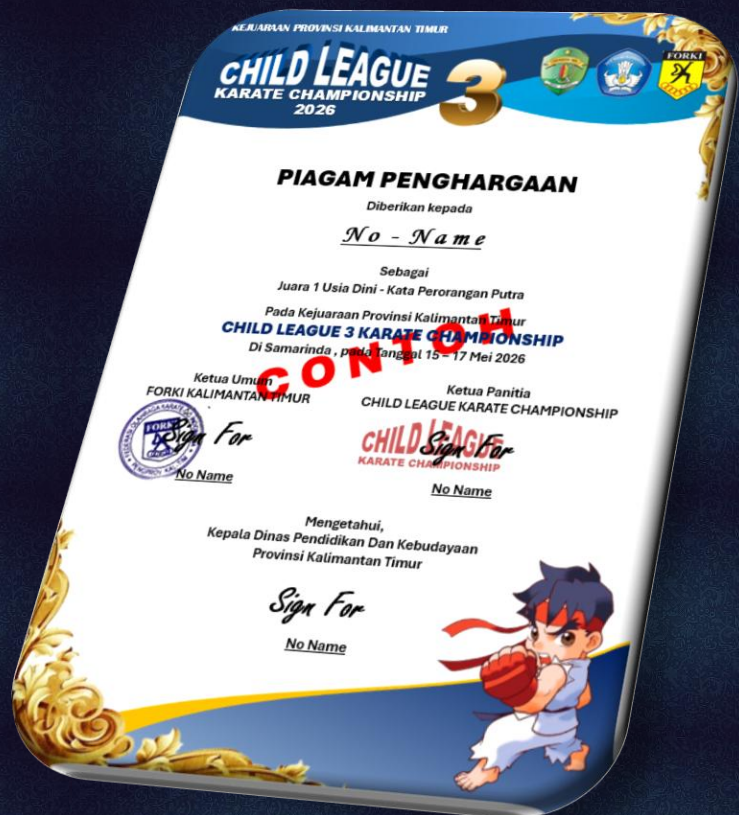 KEJUARAAN PROVINSI KALIMANTAN TIMUR
CHILD LEAGUE 3
KARATE CHAMPIONSHIP
2026
FORKI
PIAGAM PENGHARGAAN
Diberikan kepada
No - Name
Sebagai
Juara 1 Usia Dini - Kata Perorangan Putra
Pada Kejuaraan Provinsi Kalimantan Timur
CHILD LEAGUE 3 KARATE CHAMPIONSHIP
Di Samarinda , pada Tanggal 15 – 17 Mei 2026
CONTOH
Ketua Umum
FORKI KALIMANTAN TIMUR
FORKI
Sign For
No Name
Ketua Panitia
CHILD LEAGUE KARATE CHAMPIONSHIP
CHILD LEAGUE
KARATE CHAMPIONSHIP
Sign For
No Name
Mengetahui,
Kepala Dinas Pendidikan Dan Kebudayaan
Provinsi Kalimantan Timur
Sign For
No Name